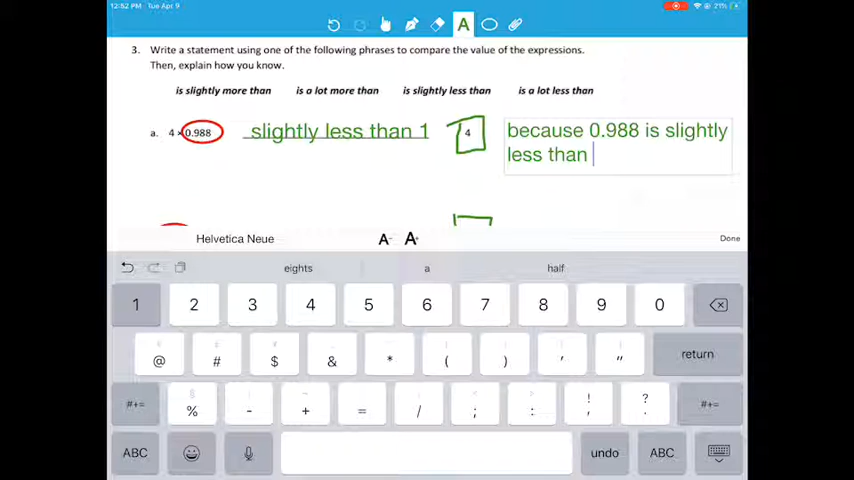 12:52 PM Tue Apr 9
21%
A
3. Write a statement using one of the following phrases to compare the value of the expressions.
Then, explain how you know.
is slightly more than is a lot more than is slightly less than is a lot less than
a. 4 × 0.988 slightly less than 1 4 because 0.988 is slightly
less than
Helvetica Neue A- A+ Done
eights a half
1 2 3 4 5 6 7 8 9 0
@ # $ & * ( ) ' " return
#+= % - + = / ; : ! ? #+=
ABC undo ABC